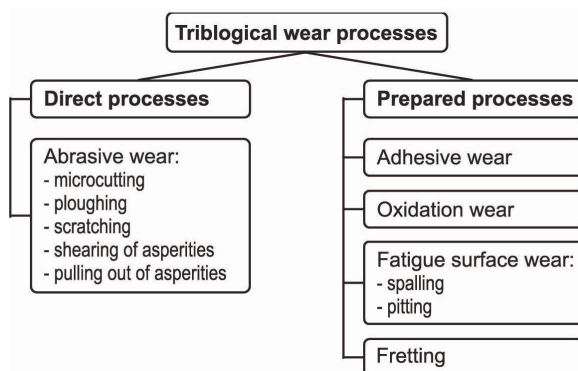 Triblogical wear processes
Direct processes
Abrasive wear:
- microcutting
- ploughing
- scratching
- shearing of asperities
- pulling out of asperities
Prepared processes
Adhesive wear
Oxidation wear
Fatigue surface wear:
- spalling
- pitting
Fretting